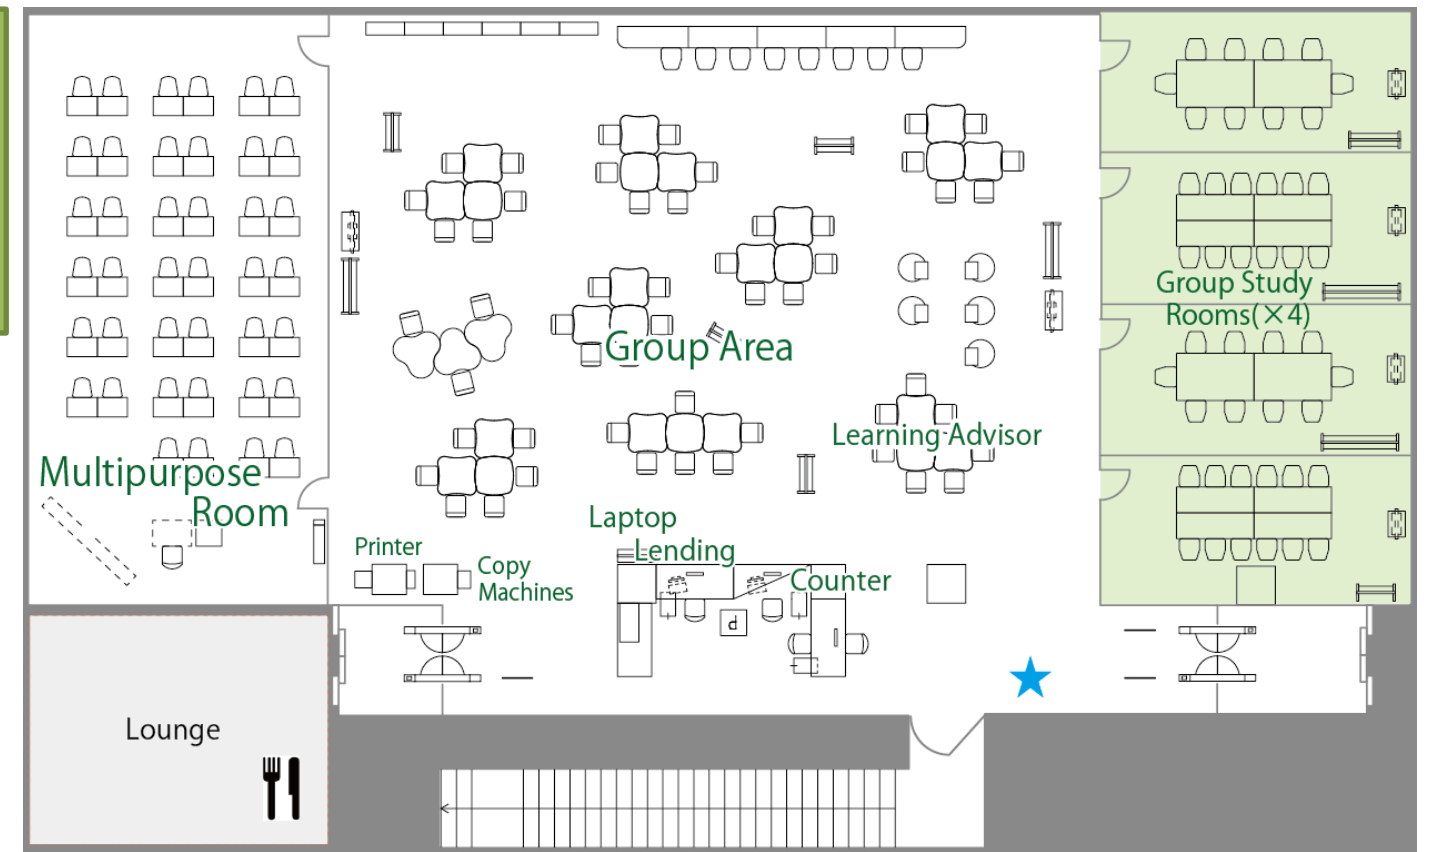 Group Study
Rooms(×4)
Group Area
Learning Advisor
Multipurpose
Room
Laptop
Lending
Printer
Copy
Machines
Counter
Lounge